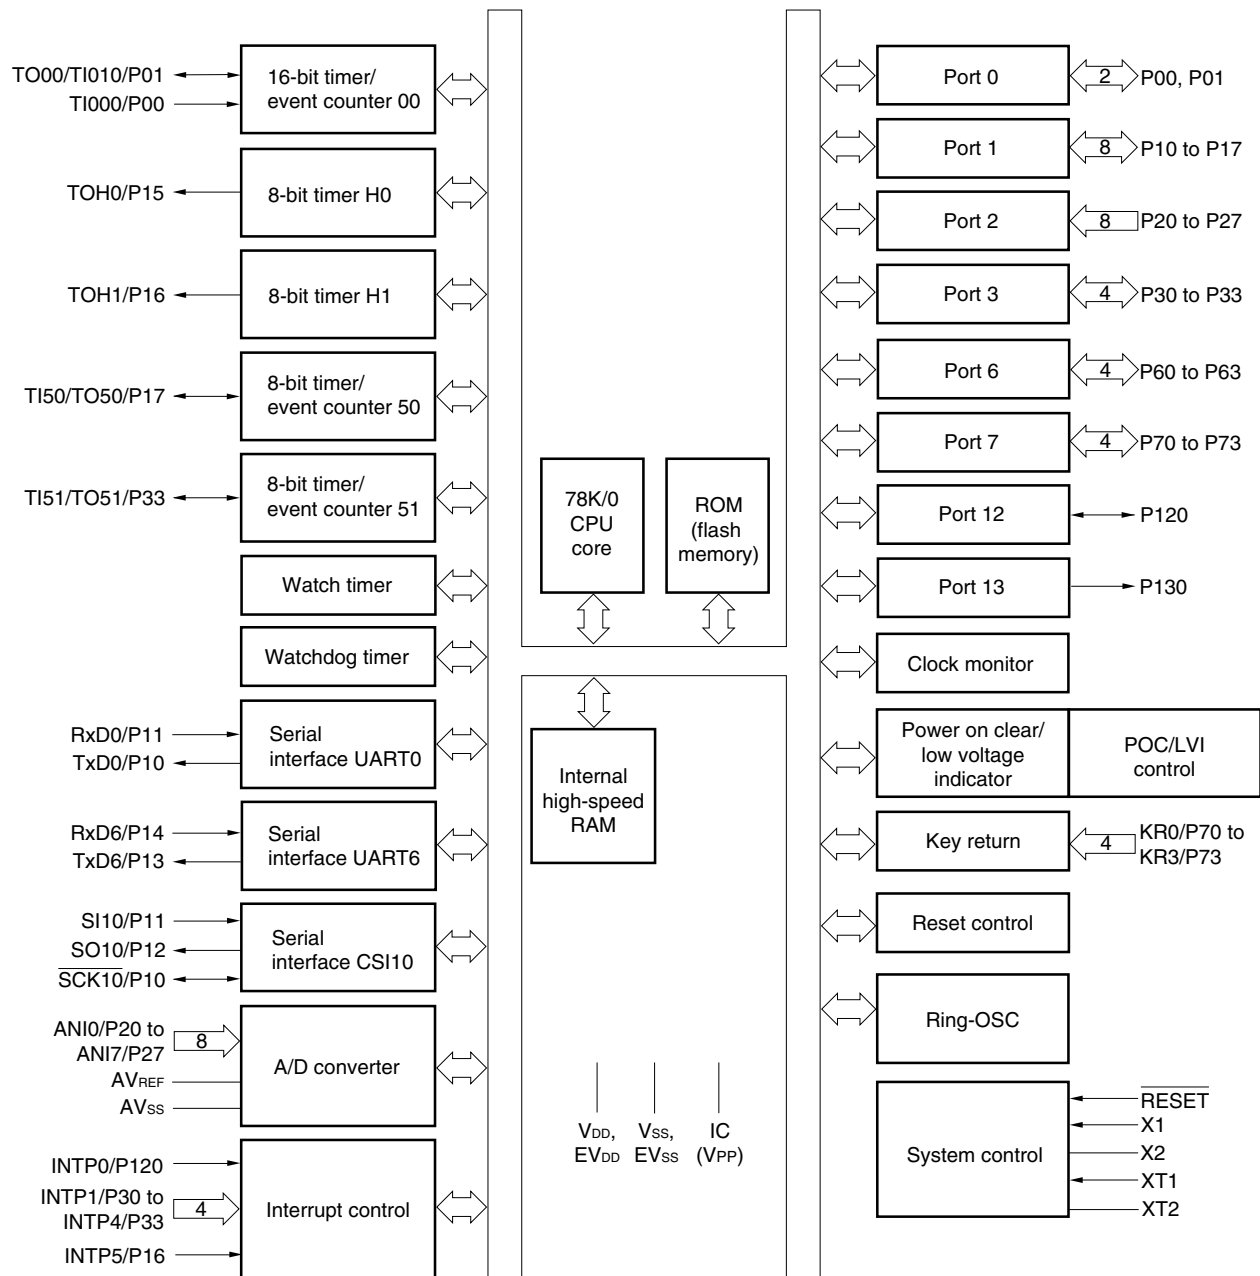 TO00/TI010/P01
TI000/P00
16-bit timer/
event counter 00
TOH0/P15
8-bit timer H0
TOH1/P16
8-bit timer H1
TI50/TO50/P17
8-bit timer/
event counter 50
TI51/TO51/P33
8-bit timer/
event counter 51
Watch timer
Watchdog timer
RxD0/P11
TxD0/P10
Serial
interface UART0
RxD6/P14
TxD6/P13
Serial
interface UART6
SI10/P11
SO10/P12
SCK10/P10
Serial
interface CSI10
ANI0/P20 to
ANI7/P27
8
AVREF
AVSS
A/D converter
INTP0/P120
INTP1/P30 to
INTP4/P33
4
INTP5/P16
Interrupt control
78K/0
CPU
core
ROM
(flash
memory)
Internal
high-speed
RAM
VDD,
EVDD
VSS,
EVSS
IC
(VPP)
Port 0
2
P00, P01
Port 1
8
P10 to P17
Port 2
8
P20 to P27
Port 3
4
P30 to P33
Port 6
4
P60 to P63
Port 7
4
P70 to P73
Port 12
P120
Port 13
P130
Clock monitor
Power on clear/
low voltage
indicator
POC/LVI
control
Key return
4
KR0/P70 to
KR3/P73
Reset control
Ring-OSC
System control
RESET
X1
X2
XT1
XT2